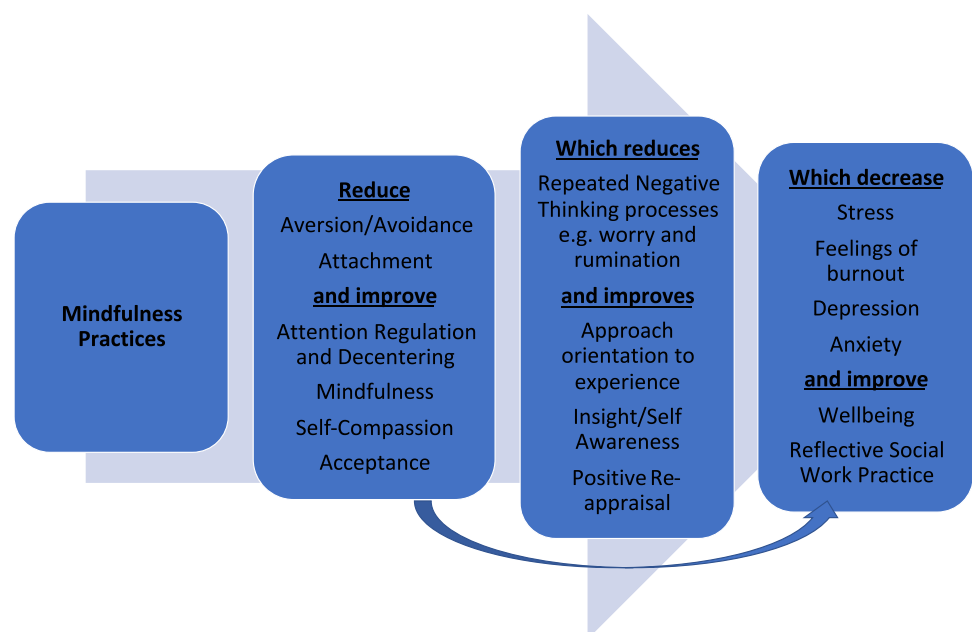 Mindfulness
Practices
Reduce
Aversion/Avoidance
Attachment
and improve
Attention Regulation
and Decentering
Mindfulness
Self-Compassion
Acceptance
Which reduces
Repeated Negative
Thinking processes
e.g. worry and
rumination
and improves
Approach
orientation to
experience
Insight/Self
Awareness
Positive Re-
appraisal
Which decrease
Stress
Feelings of
burnout
Depression
Anxiety
and improve
Wellbeing
Reflective Social
Work Practice